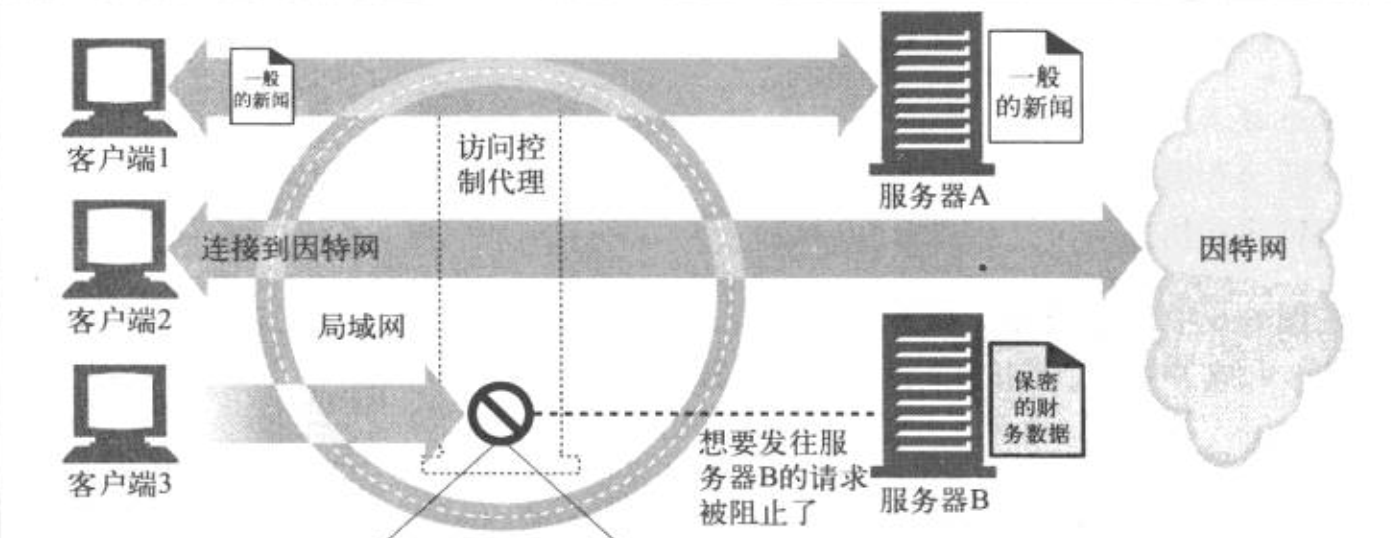 一般
的新闻
一般
的新闻
客户端1
访问控
制代理
服务器A
连接到因特网
因特网
客户端2
局域网
保密
的财
务数据
想要发往服
务器B的请求
被阻止了
客户端3
服务器B